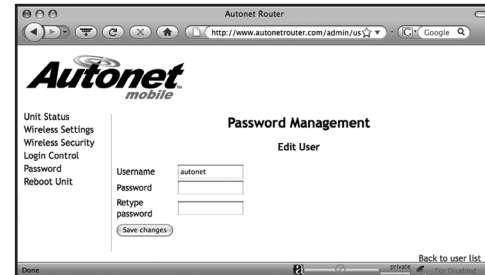 Autonet Router
http://www.autonetrouter.com/admin/us
Google
Autonet
mobile
Unit Status
Wireless Settings
Wireless Security
Login Control
Password
Reboot Unit
Password Management
Edit User
Username autonet
Password
Retype
password
Save changes
Back to user list
Done
private
Tor Disabled